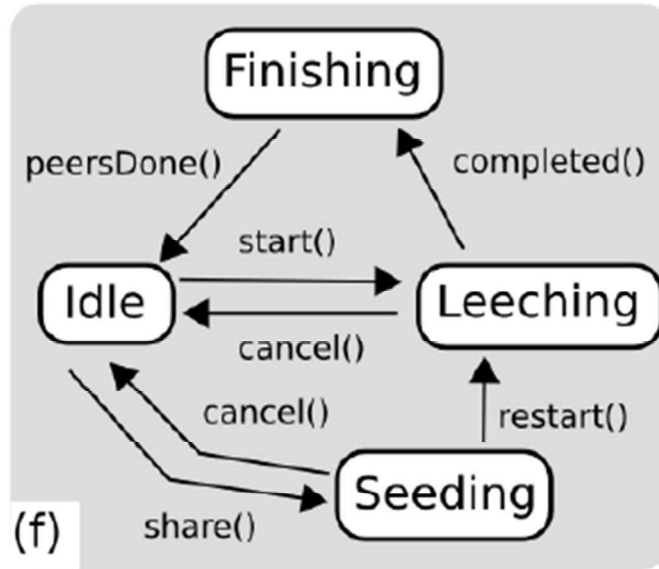 Finishing
peersDone()
completed()
start()
Idle
Leeching
cancel()
cancel()
restart()
Seeding
share()
(f)